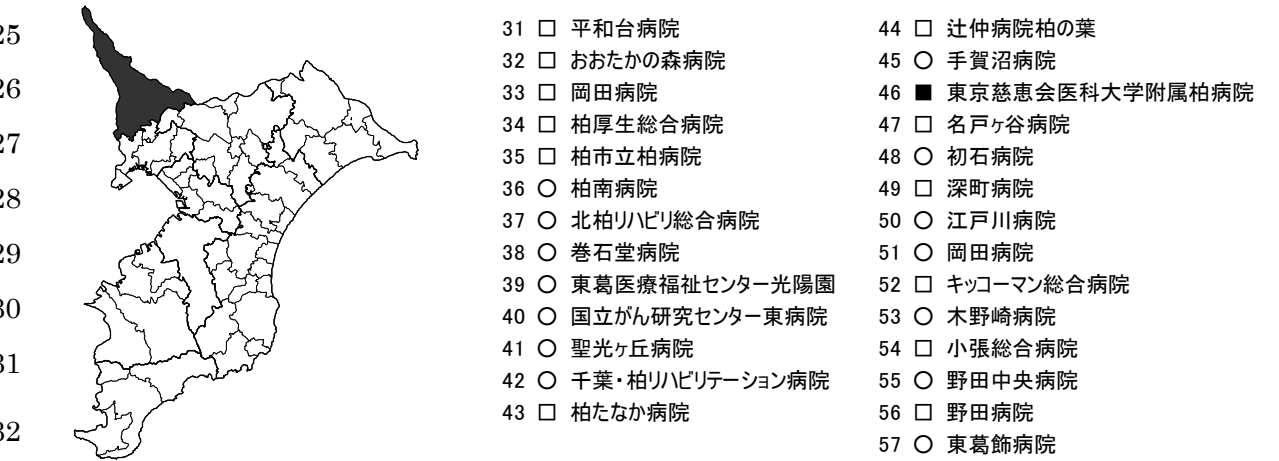 25
26
27
28
29
30
31
32
31 □ 平和台病院
32 □ おおたかの森病院
33 □ 岡田病院
34 □ 柏厚生総合病院
35 □ 柏市立柏病院
36 ○ 柏南病院
37 ○ 北柏リハビリ総合病院
38 ○ 巻石堂病院
39 ○ 東葛医療福祉センター光陽園
40 ○ 国立がん研究センター東病院
41 ○ 聖光ヶ丘病院
42 ○ 千葉・柏リハビリテーション病院
43 □ 柏たなか病院
44 □ 辻仲病院柏の葉
45 ○ 手賀沼病院
46 ■ 東京慈恵会医科大学附属柏病院
47 □ 名戸ヶ谷病院
48 ○ 初石病院
49 □ 深町病院
50 ○ 江戸川病院
51 ○ 岡田病院
52 □ キッコーマン総合病院
53 ○ 木野崎病院
54 □ 小張総合病院
55 ○ 野田中央病院
56 □ 野田病院
57 ○ 東葛飾病院